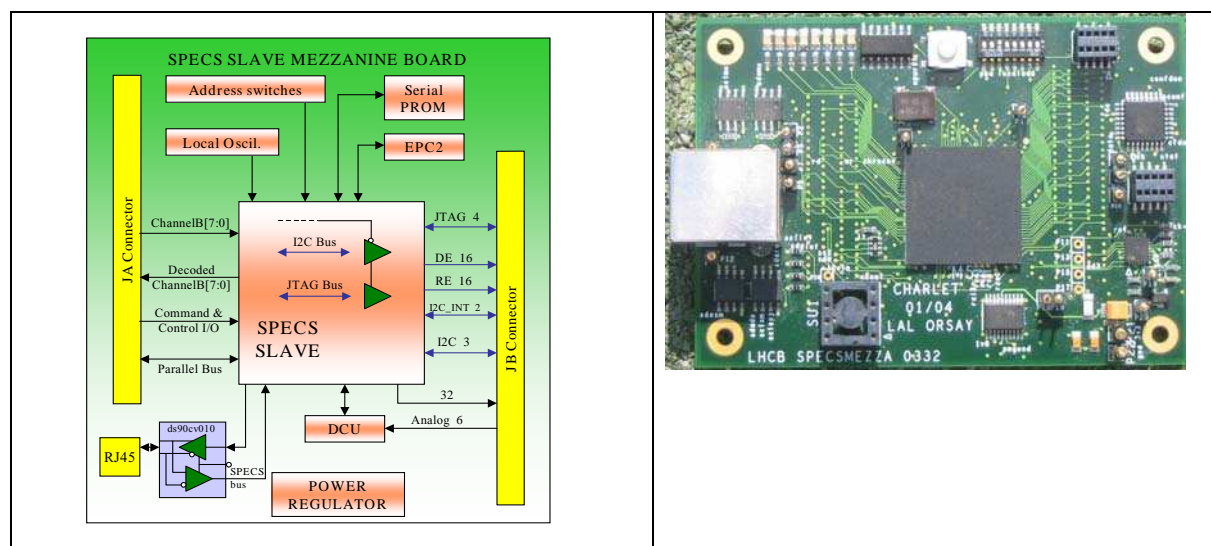 SPECS SLAVE MEZZANINE BOARD
Address switches
Serial
PROM
Local Oscil.
EPC2
JA Connector
JB Connector
ChannelB[7:0]
Decoded
ChannelB[7:0]
Command &
Control I/O
Parallel Bus
I2C Bus
JTAG Bus
SPECS
SLAVE
JTAG 4
DE 16
RE 16
I2C_INT 2
I2C 3
32
Analog 6
DCU
ds90cv010
RJ45
SPECS
bus
POWER
REGULATOR
CHARLET
01/04
LAL ORSAY
SW1
LHCB SPECSMEZZA 0332